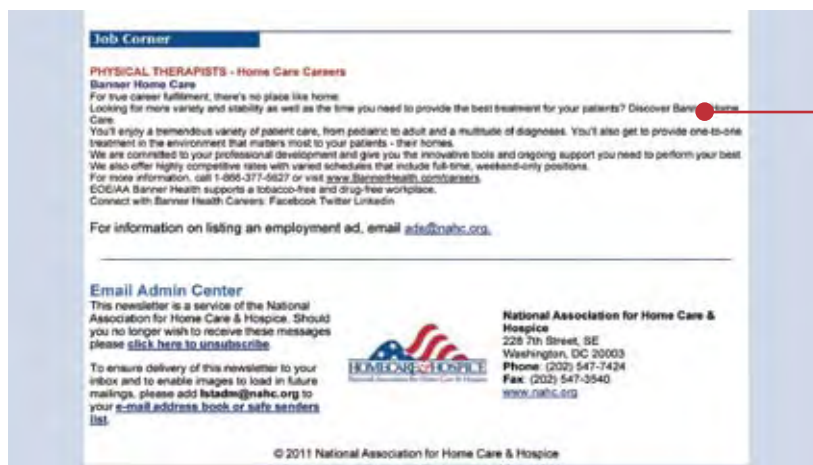 Job Corner
PHYSICAL THERAPISTS - Home Care Careers
Banner Home Care
For true career fulfillment, there's no place like home.
Looking for more variety and stability as well as the time you need to provide the best treatment for your patients? Discover Banner Home
Care.
You'll enjoy a tremendous variety of patient care, from pediatric to adult and a multitude of diagnoses. You'll also get to provide one-to-one
treatment in the environment that matters most to your patients - their homes.
We are committed to your professional development and give you the innovative tools and ongoing support you need to perform your best
We also offer highly competitive rates with varied schedules that include full-time, weekend-only positions.
For more information, call 1-866-377-5627 or visit www.BannerHealth.com/careers.
EOE/AA Banner Health supports a tobacco-free and drug-free workplace.
Connect with Banner Health Careers: Facebook Twitter LinkedIn
For information on listing an employment ad, email ads@nahc.org.
Email Admin Center
This newsletter is a service of the National
Association for Home Care & Hospice. Should
you no longer wish to receive these messages
please click here to unsubscribe
To ensure delivery of this newsletter to your
inbox and to enable images to load in future
mailings, please add lstadm@nahc.org to
your e-mail address book or safe senders
list.
HOMECARE & HOSPICE
National Association for Home Care & Hospice
National Association for Home Care &
Hospice
228 7th Street, SE
Washington, DC 20003
Phone: (202) 547-7424
Fax: (202) 547-3540
www.nahc.org
© 2011 National Association for Home Care & Hospice